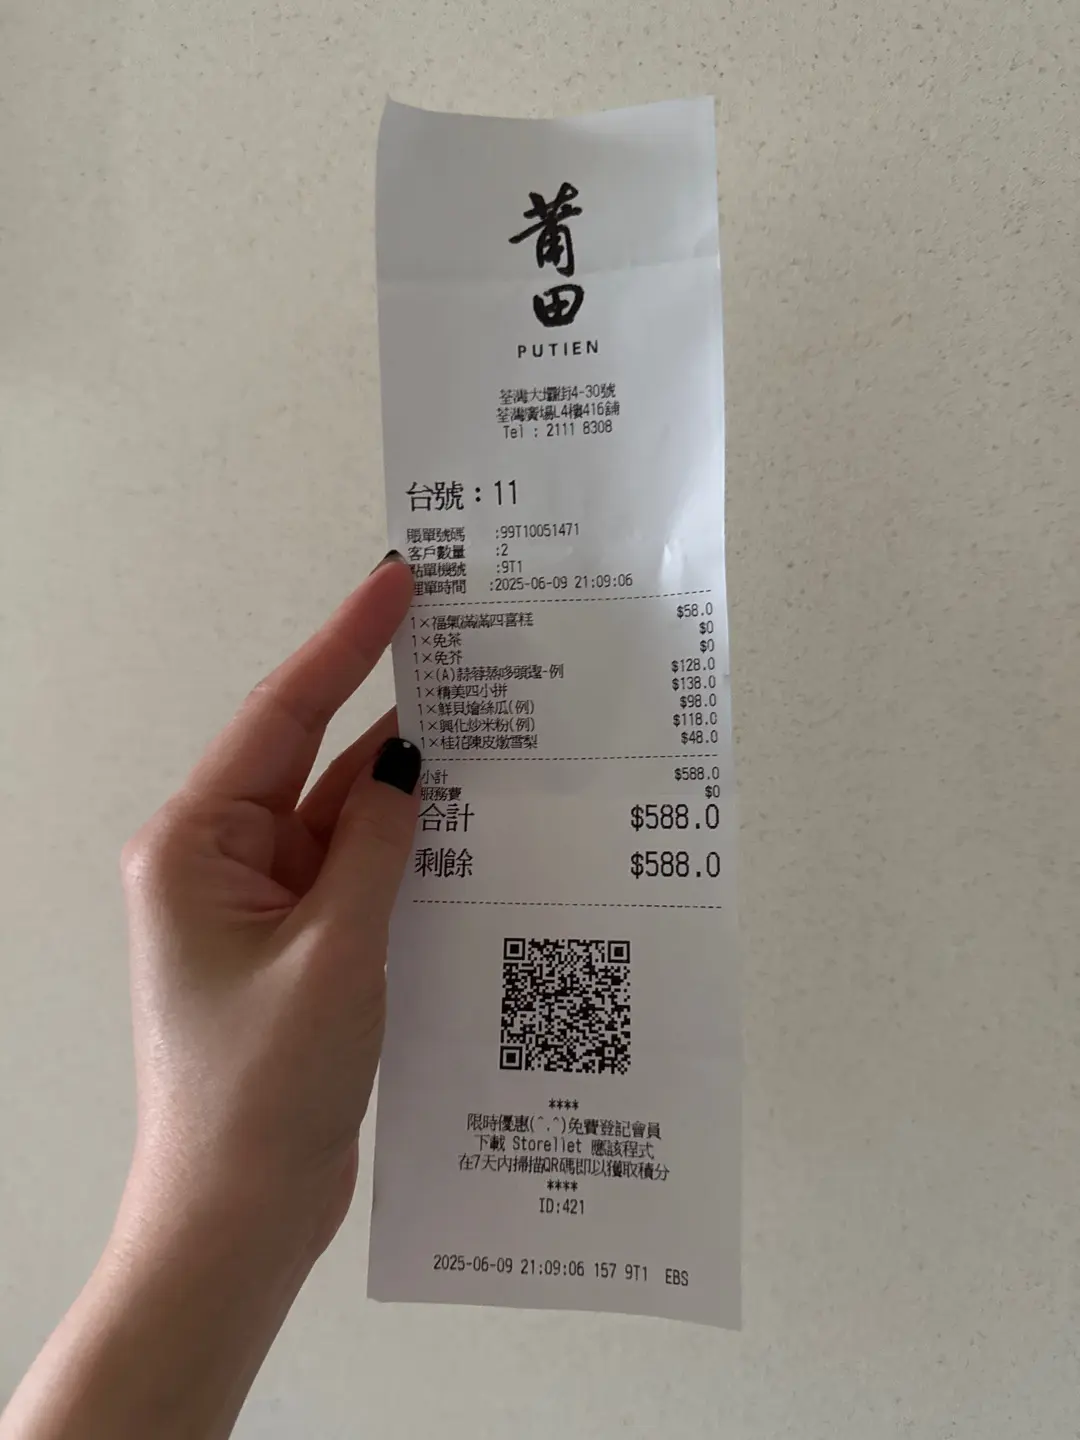 莆
田
PUTIEN
荃灣大壩街4-30號
荃灣廣場L4樓416舖
Tel : 2111 8308
台號：11
賬單號碼 :99T10051471
客戶數量 :2
點單機號 :9T1
單時間 :2025-06-09 21:09:06
1×福氣滿滿四喜糕 $58.0
1×免茶 $0
1×免芥 $0
1×(A)蒜蓉蒸哆頭蟶-例 $128.0
1×精美四小拼 $138.0
1×鮮貝燴絲瓜(例) $98.0
1×興化炒米粉(例) $118.0
1×桂花陳皮燉雪梨 $48.0
小計 $588.0
服務費 $0
合計 $588.0
剩餘 $588.0
****
限時優惠(^.^)免費登記會員
下載 Storellet 應該程式
在7天內掃描QR碼即以獲取積分
****
ID:421
2025-06-09 21:09:06 157 9T1 EBS